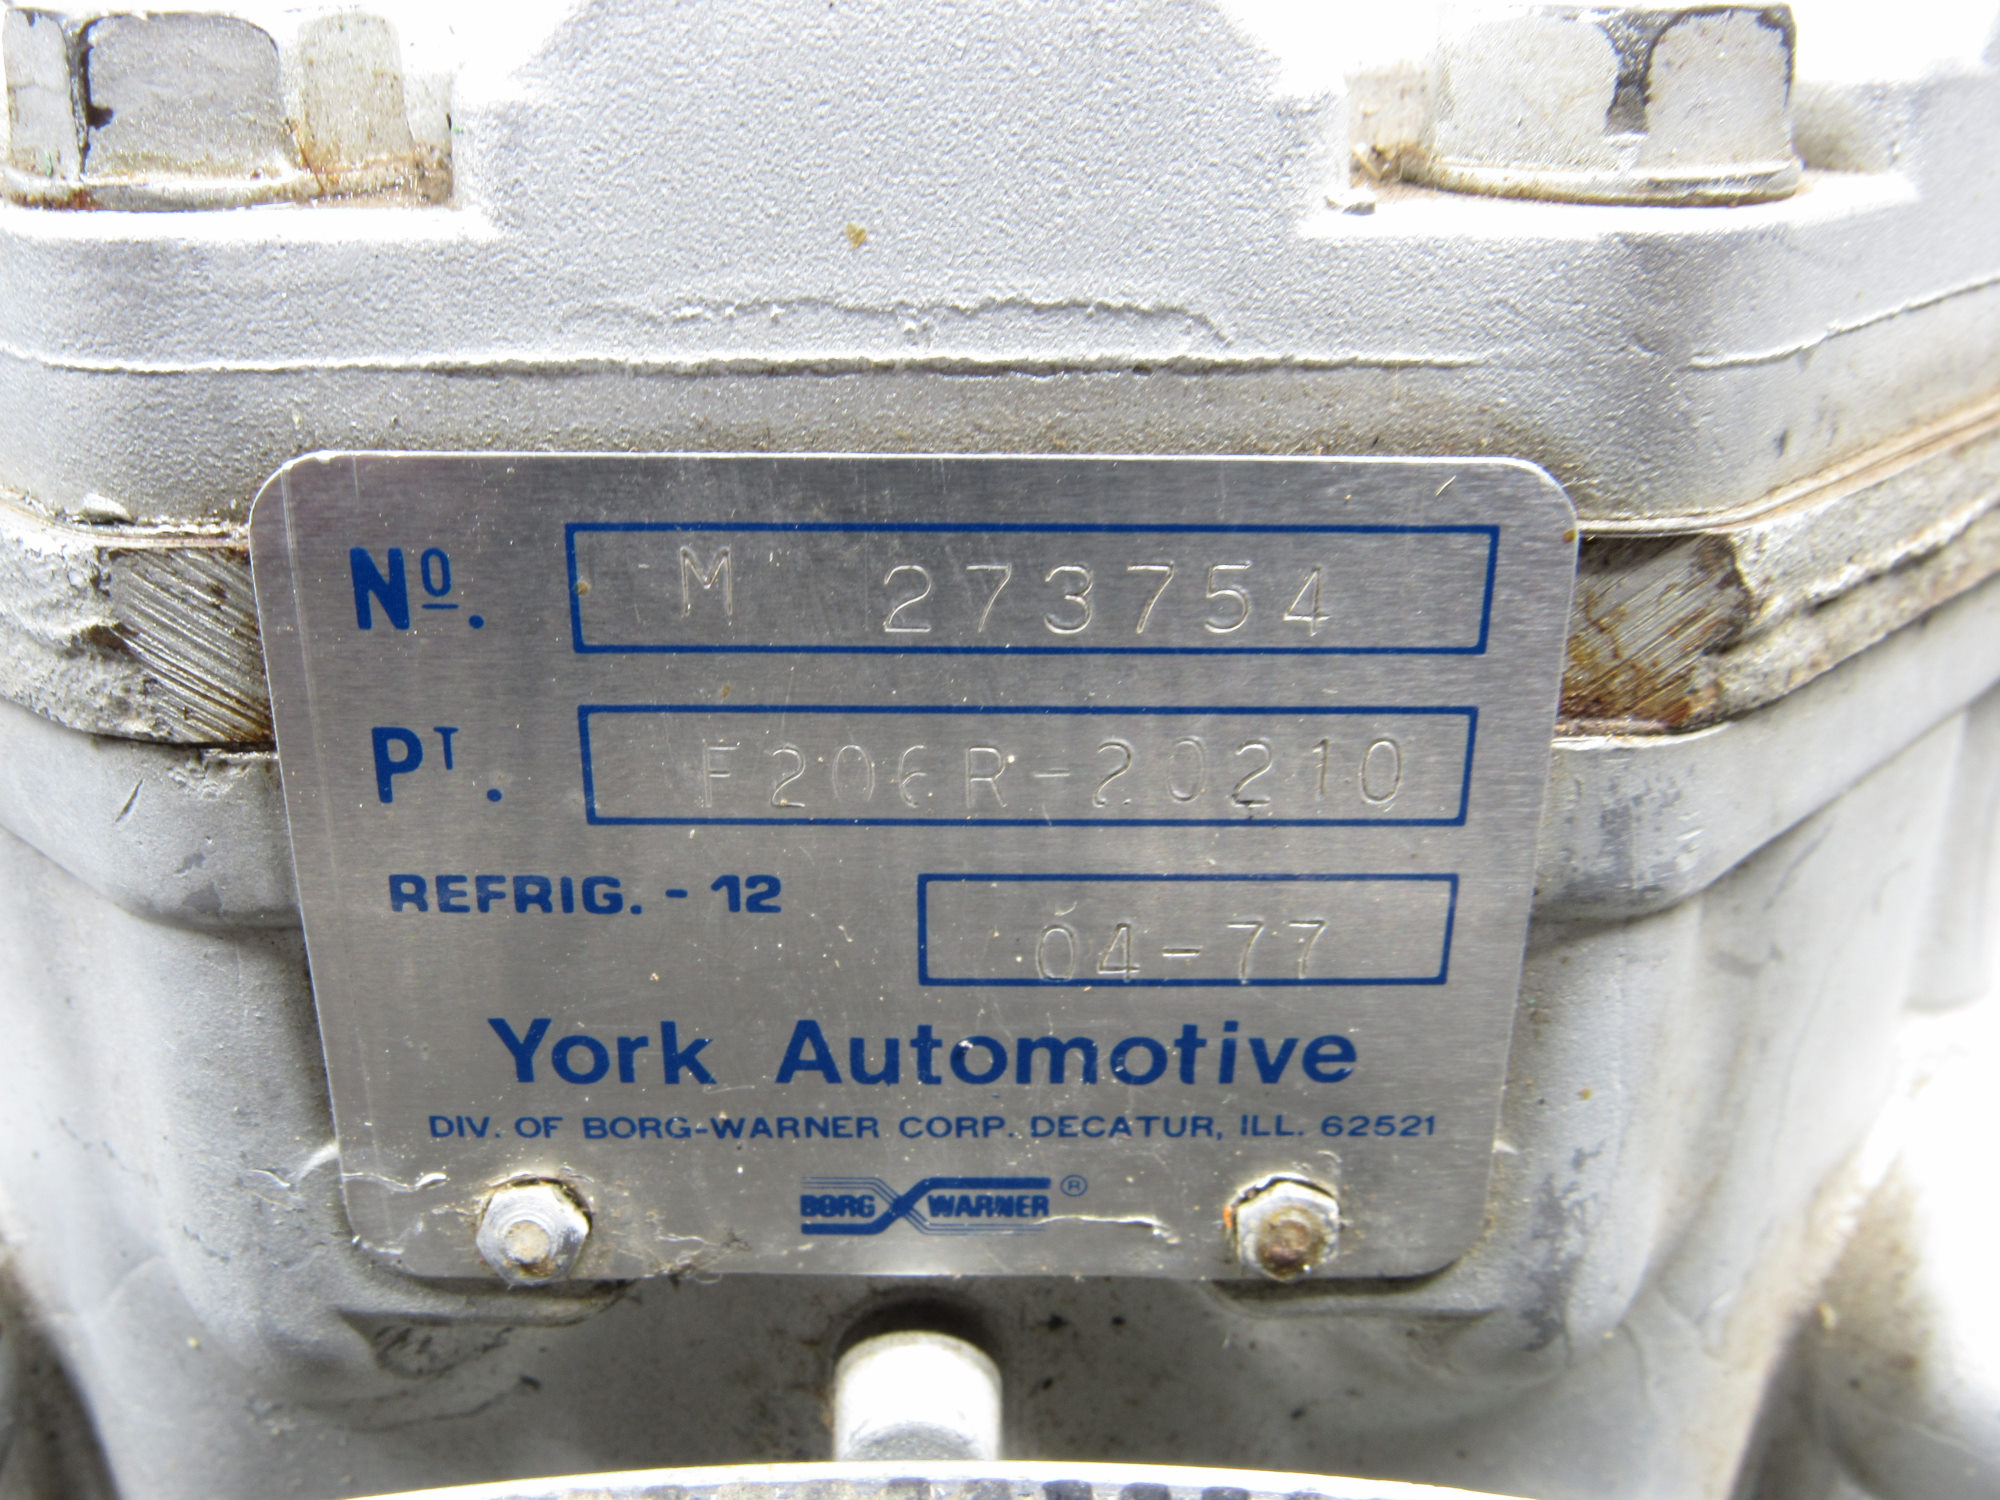 Nº. M 273754
PT. F206R-20210
REFRIG. - 12
04-77
York Automotive
DIV. OF BORG-WARNER CORP. DECATUR, ILL. 62521
BORG WARNER ®